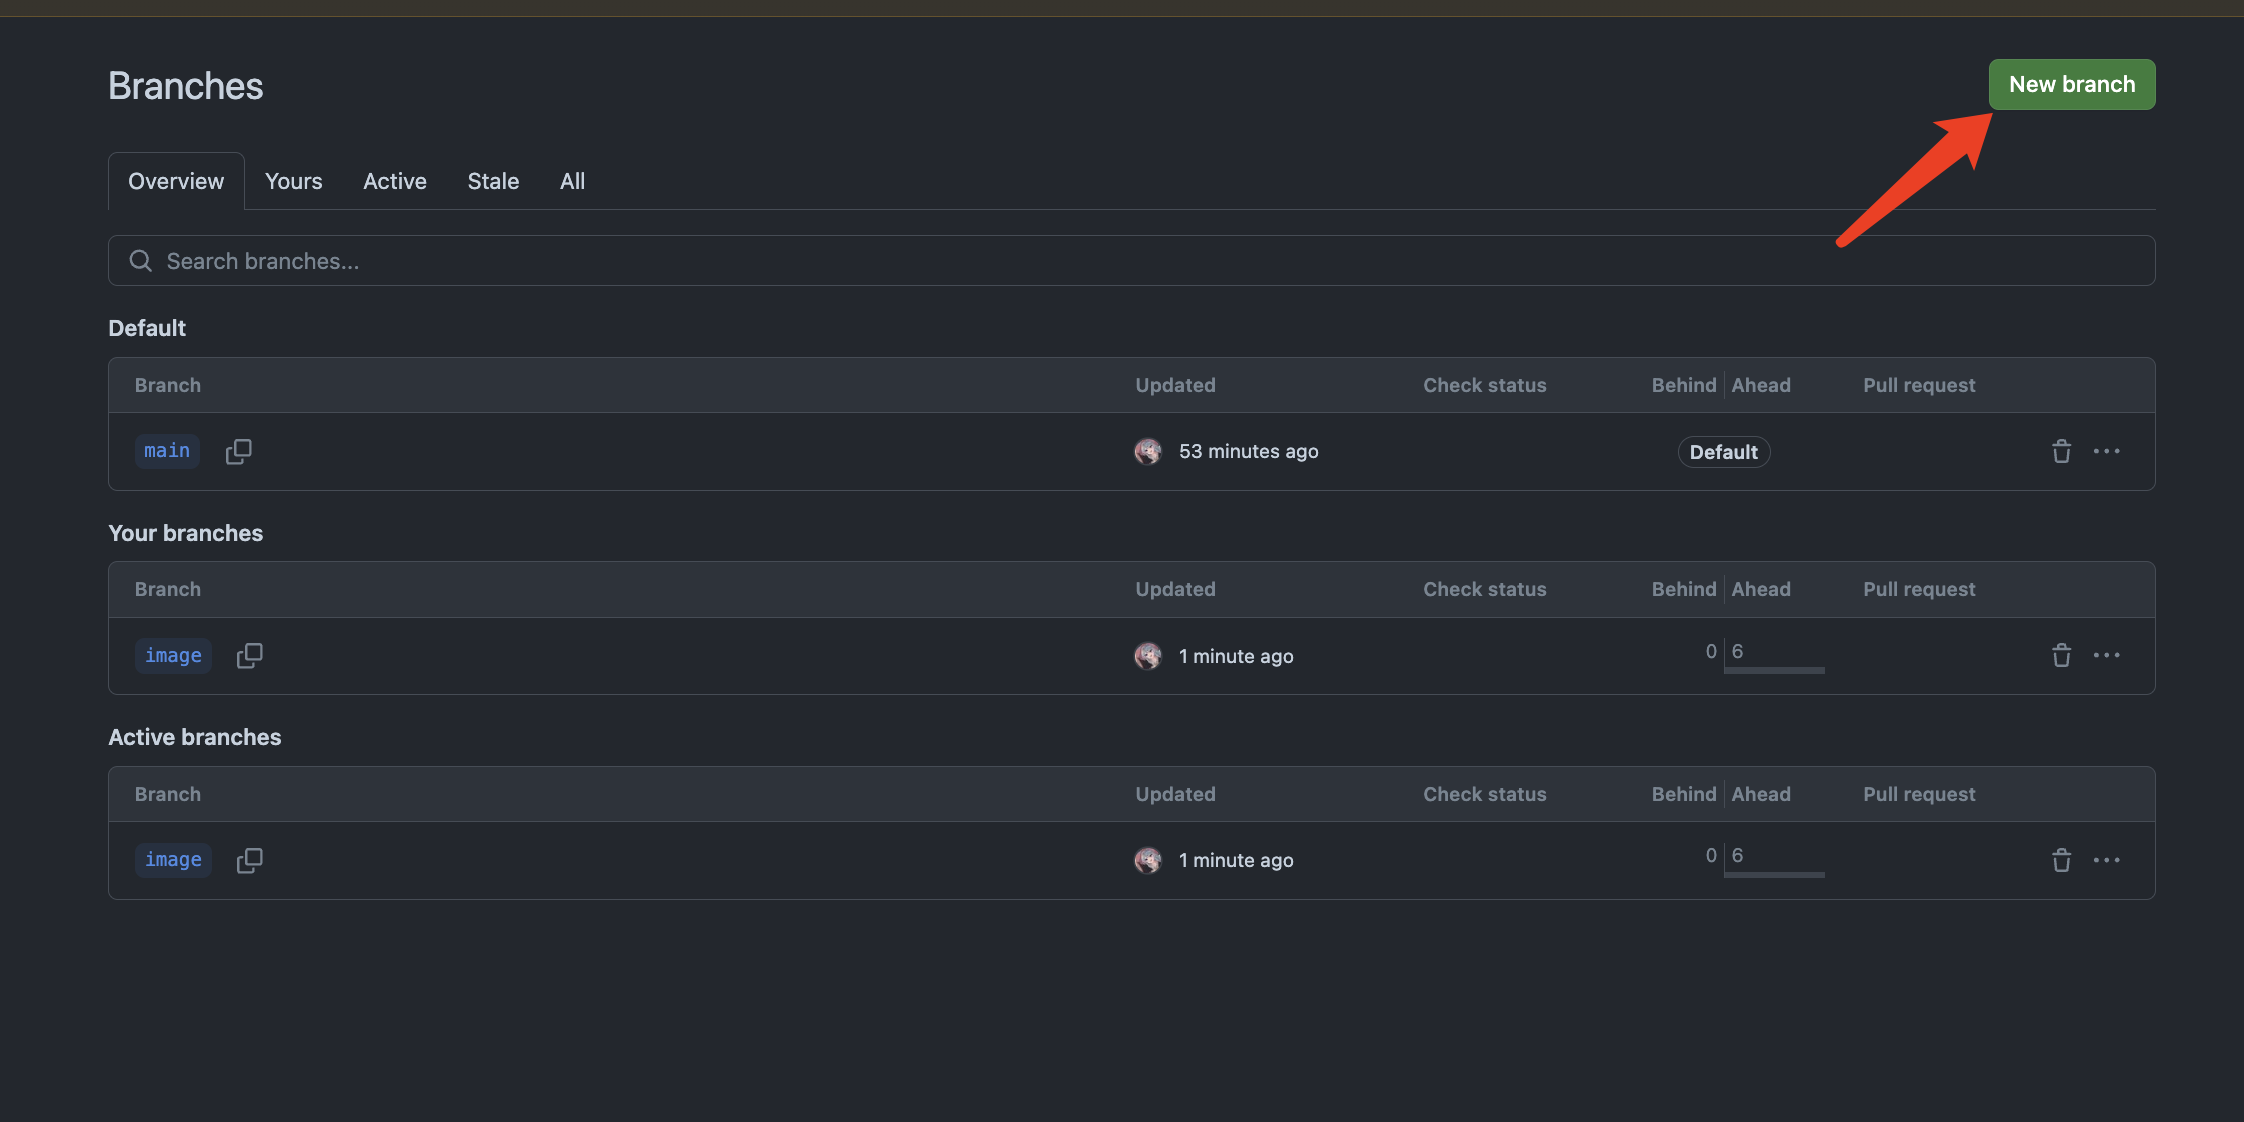 Branches
New branch
Overview Yours Active Stale All
Search branches...
Default
Branch Updated Check status Behind Ahead Pull request
main 53 minutes ago Default
Your branches
Branch Updated Check status Behind Ahead Pull request
image 1 minute ago 0 6
Active branches
Branch Updated Check status Behind Ahead Pull request
image 1 minute ago 0 6